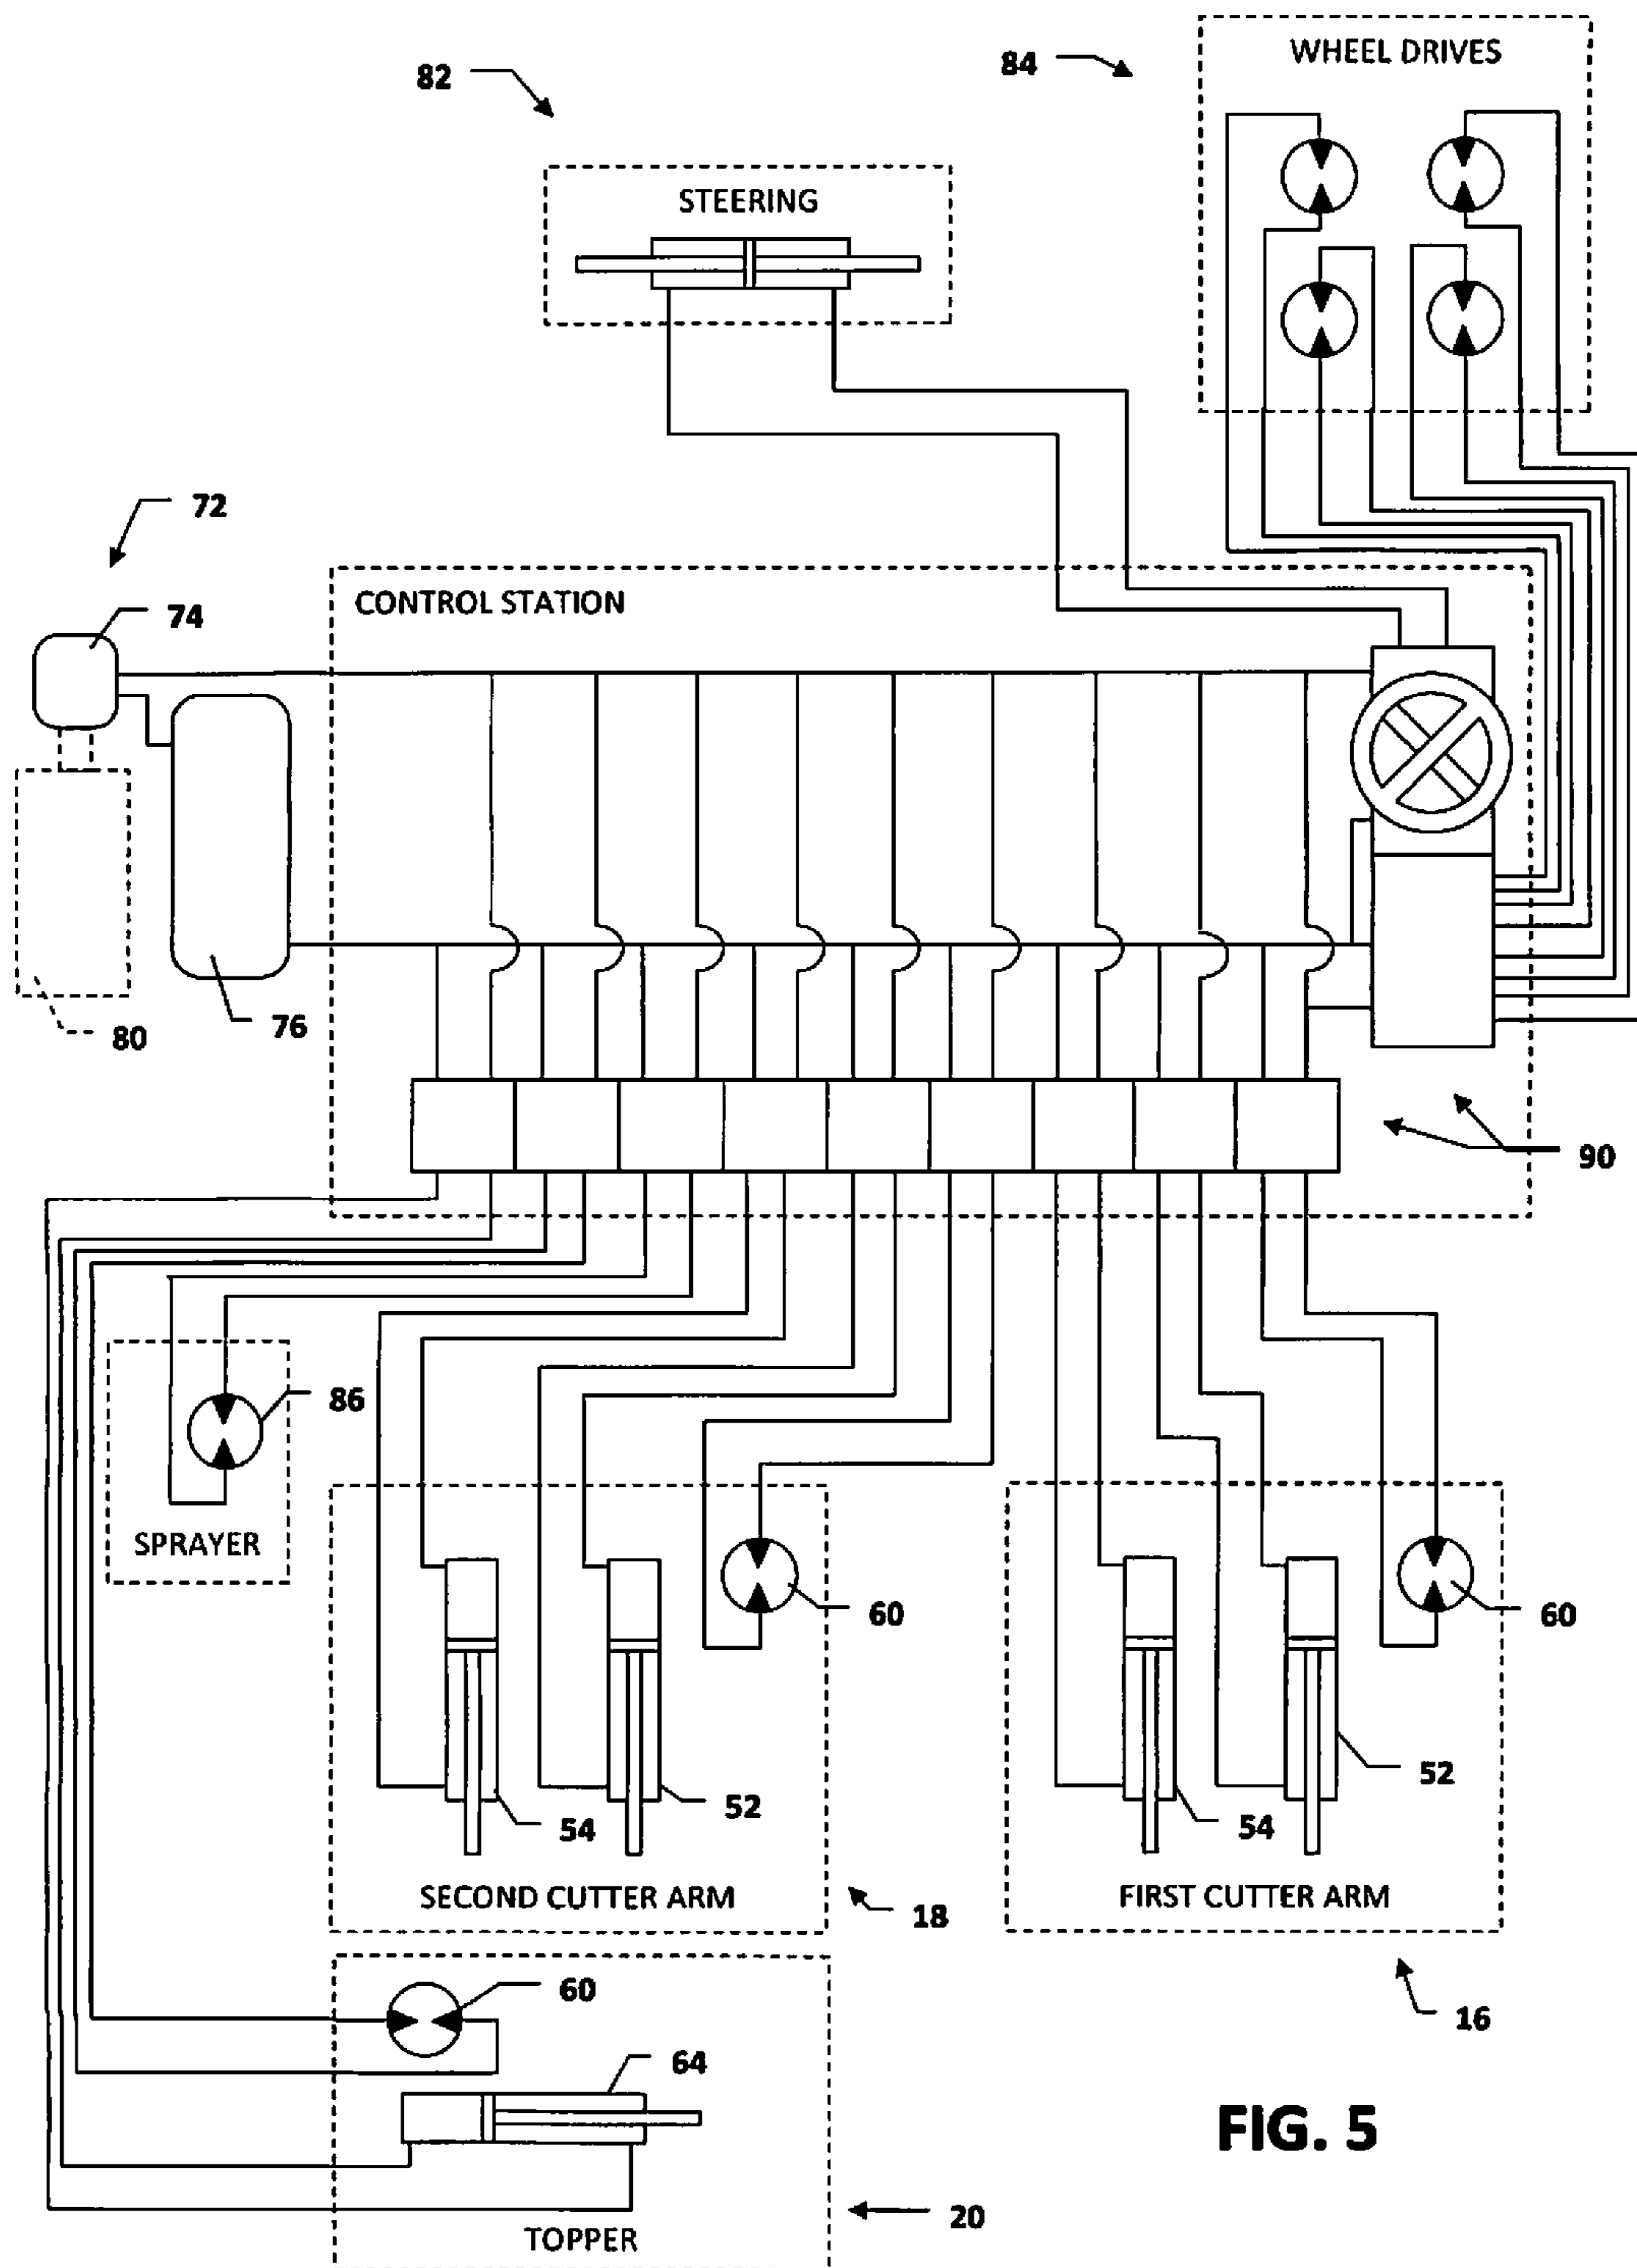 WHEEL DRIVES
82
84
STEERING
72
CONTROL STATION
74
76
80
90
86
SPRAYER
60
60
52
52
54
54
SECOND CUTTER ARM
FIRST CUTTER ARM
18
60
16
64
FIG. 5
20
TOPPER